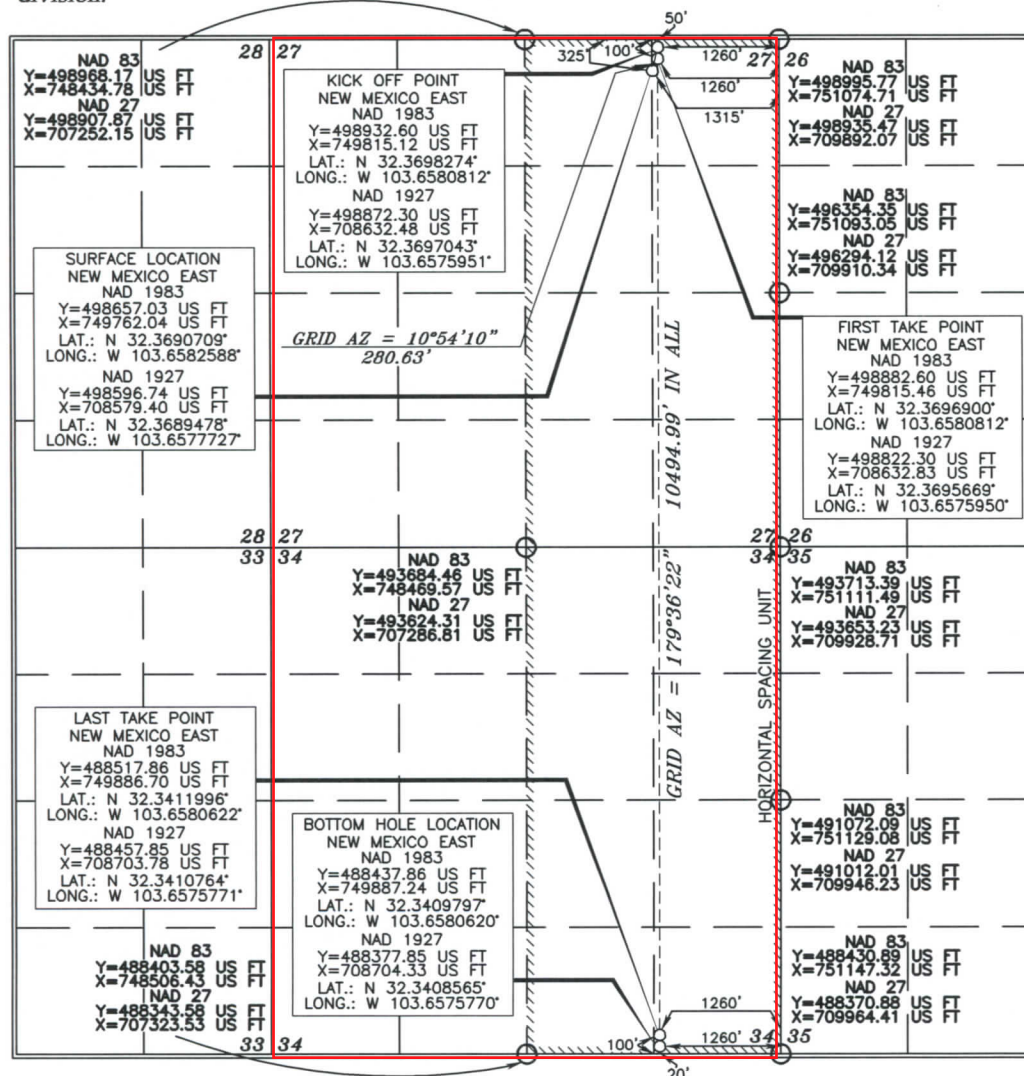 division.
50'
28 27
325'
100'
1260'
27 26
1260'
1315'
NAD 83
Y=498968.17 US FT
X=748434.78 US FT
NAD 27
Y=498907.87 US FT
X=707252.15 US FT
KICK OFF POINT
NEW MEXICO EAST
NAD 1983
Y=498932.60 US FT
X=749815.12 US FT
LAT.: N 32.3698274°
LONG.: W 103.6580812°
NAD 1927
Y=498872.30 US FT
X=708632.48 US FT
LAT.: N 32.3697043°
LONG.: W 103.6575951°
NAD 83
Y=498995.77 US FT
X=751074.71 US FT
NAD 27
Y=498935.47 US FT
X=709892.07 US FT
NAD 83
Y=496354.35 US FT
X=751093.05 US FT
NAD 27
Y=496294.12 US FT
X=709910.34 US FT
SURFACE LOCATION
NEW MEXICO EAST
NAD 1983
Y=498657.03 US FT
X=749762.04 US FT
LAT.: N 32.3690709°
LONG.: W 103.6582588°
NAD 1927
Y=498596.74 US FT
X=708579.40 US FT
LAT.: N 32.3689478°
LONG.: W 103.6577727°
GRID AZ = 10°54'10"
280.63'
FIRST TAKE POINT
NEW MEXICO EAST
NAD 1983
Y=498882.60 US FT
X=749815.46 US FT
LAT.: N 32.3696900°
LONG.: W 103.6580812°
NAD 1927
Y=498822.30 US FT
X=708632.83 US FT
LAT.: N 32.3695669°
LONG.: W 103.6575950°
GRID AZ = 179°36'22" 10494.99' IN ALL
28 27
33 34
27 26
34 35
NAD 83
Y=493684.46 US FT
X=748469.57 US FT
NAD 27
Y=493624.31 US FT
X=707286.81 US FT
NAD 83
Y=493713.39 US FT
X=751111.49 US FT
NAD 27
Y=493653.23 US FT
X=709928.71 US FT
HORIZONTAL SPACING UNIT
LAST TAKE POINT
NEW MEXICO EAST
NAD 1983
Y=488517.86 US FT
X=749886.70 US FT
LAT.: N 32.3411996°
LONG.: W 103.6580622°
NAD 1927
Y=488457.85 US FT
X=708703.78 US FT
LAT.: N 32.3410764°
LONG.: W 103.6575771°
BOTTOM HOLE LOCATION
NEW MEXICO EAST
NAD 1983
Y=488437.86 US FT
X=749887.24 US FT
LAT.: N 32.3409797°
LONG.: W 103.6580620°
NAD 1927
Y=488377.85 US FT
X=708704.33 US FT
LAT.: N 32.3408565°
LONG.: W 103.6575770°
NAD 83
Y=491072.09 US FT
X=751129.08 US FT
NAD 27
Y=491012.01 US FT
X=709946.23 US FT
NAD 83
Y=488403.58 US FT
X=748506.43 US FT
NAD 27
Y=488343.58 US FT
X=707323.53 US FT
NAD 83
Y=488430.89 US FT
X=751147.32 US FT
NAD 27
Y=488370.88 US FT
X=709964.41 US FT
1260'
33 34
100'
1260'
34 35
20'